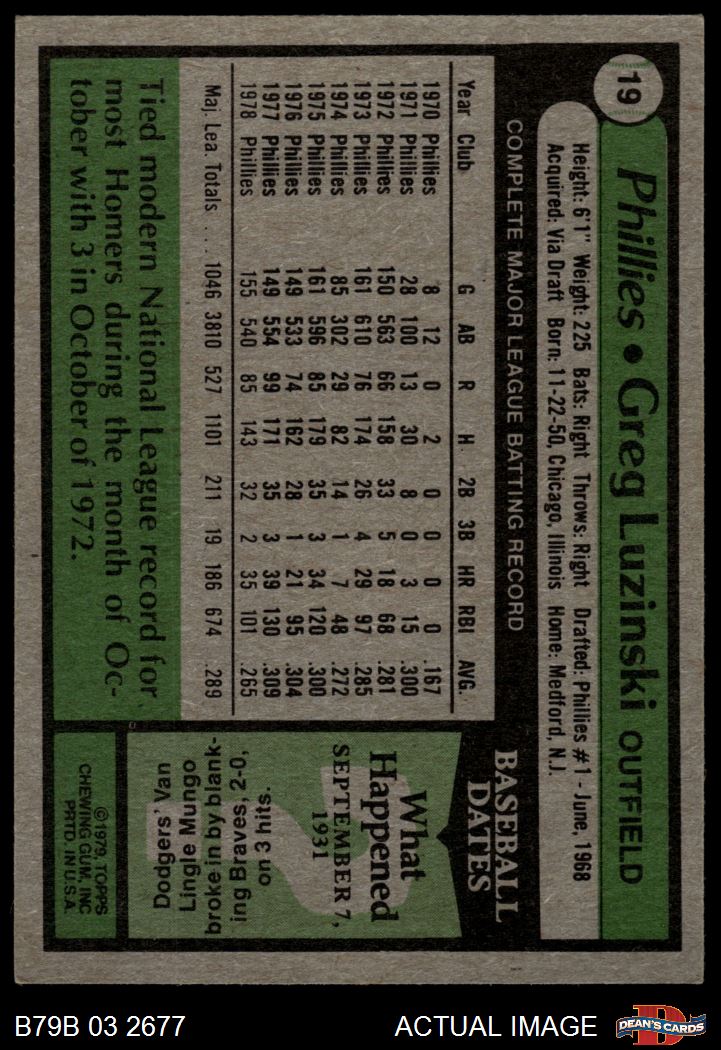 19
Phillies • Greg Luzinski OUTFIELD
Height: 6'1" Weight: 225 Bats: Right Throws: Right Drafted: Phillies #1 - June, 1968
Acquired: Via Draft Born: 11-22-50, Chicago, Illinois Home: Medford, N.J.
COMPLETE MAJOR LEAGUE BATTING RECORD
Year Club G AB R H 2B 3B HR RBI AVG.
1970 Phillies 8 12 0 2 0 0 0 0 .167
1971 Phillies 28 100 13 30 8 0 3 15 .300
1972 Phillies 150 563 66 158 33 5 18 68 .281
1973 Phillies 161 610 76 174 26 4 29 97 .285
1974 Phillies 85 302 29 82 14 1 7 48 .272
1975 Phillies 161 596 85 179 35 3 34 120 .300
1976 Phillies 149 533 74 162 28 1 21 95 .304
1977 Phillies 149 554 99 171 35 3 39 130 .309
1978 Phillies 155 540 85 143 32 2 35 101 .265
Maj. Lea. Totals . . . 1046 3810 527 1101 211 19 186 674 .289
Tied modern National League record for
most Homers during the month of Oc-
tober with 3 in October of 1972.
BASEBALL
DATES
What
Happened
SEPTEMBER 7,
1931
?
Dodgers' Van
Lingle Mungo
broke in by blank-
ing Braves, 2-0,
on 3 hits.
©1979, TOPPS
CHEWING GUM, INC
PRTD. IN U.S.A.
B79B 03 2677
ACTUAL IMAGE
D
DEAN'S CARDS